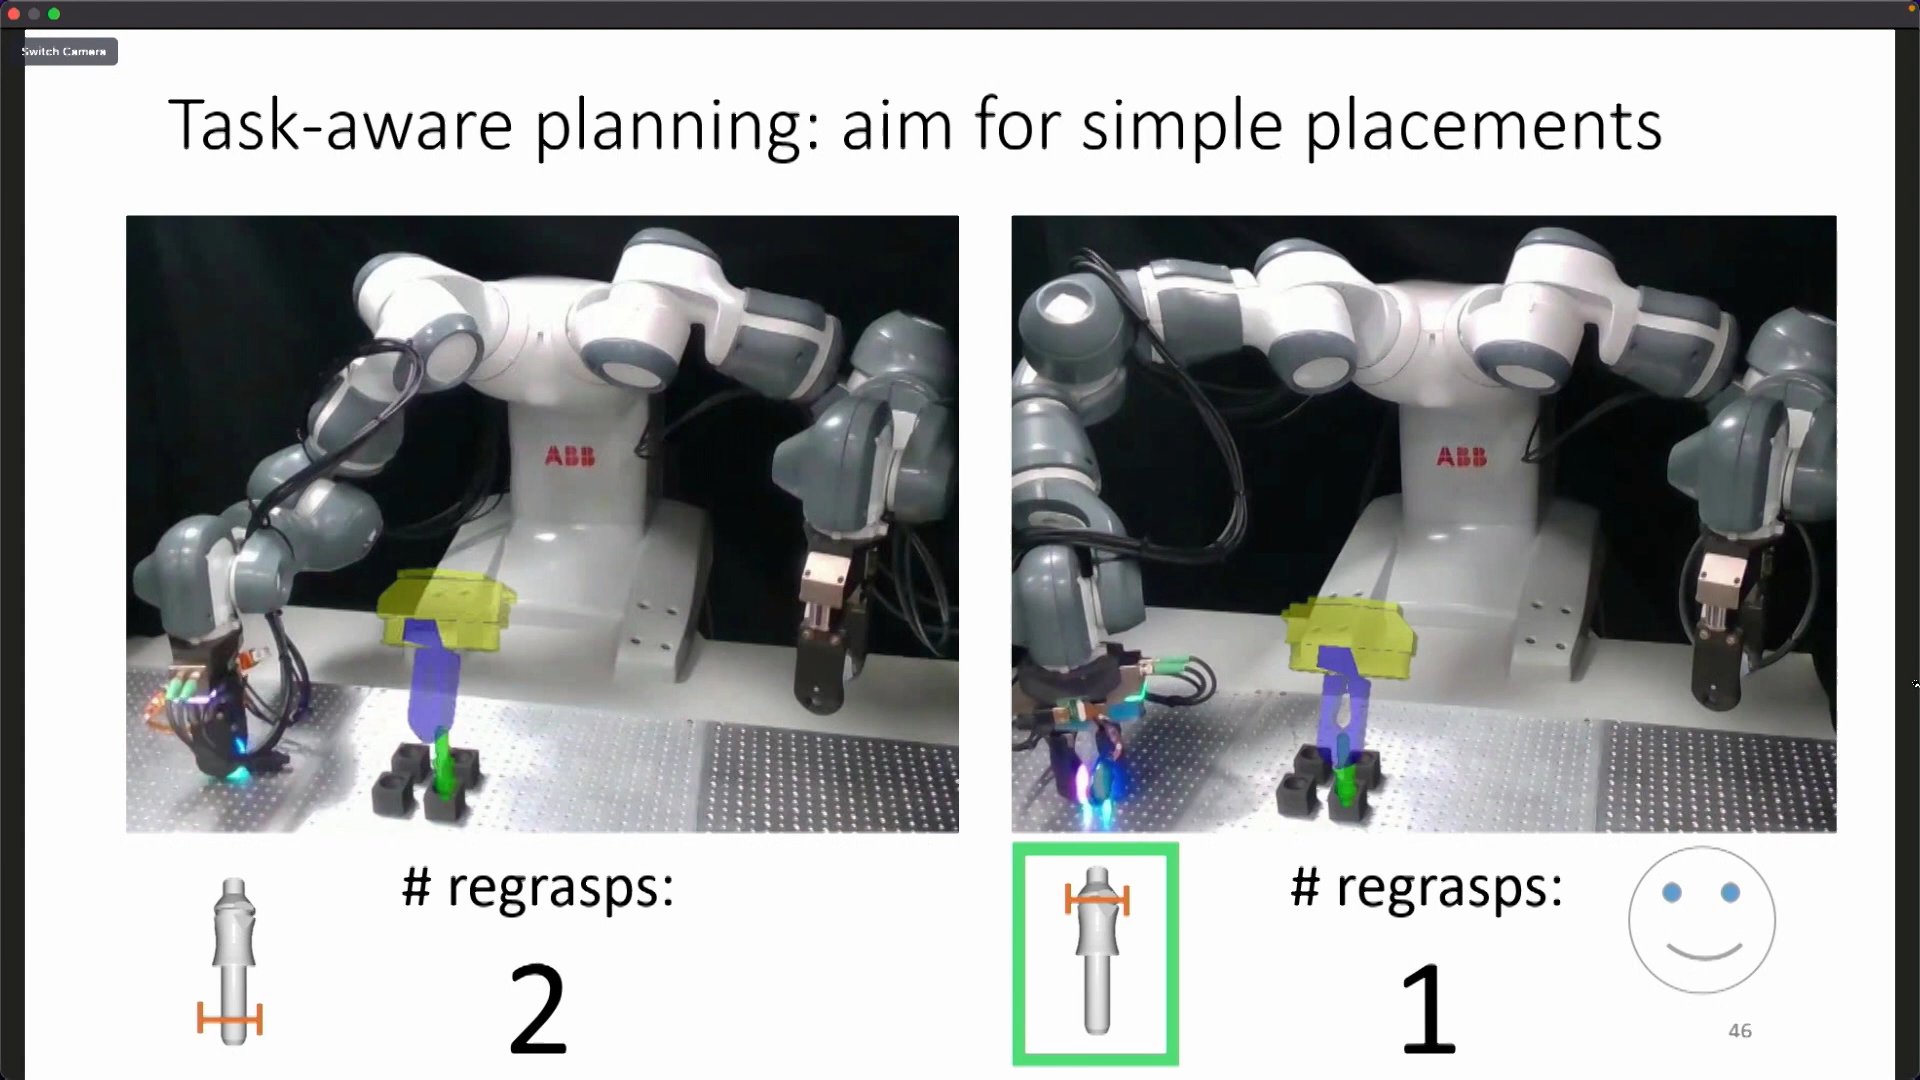 Switch Camera
Task-aware planning: aim for simple placements
ABB
ABB
# regrasps:
2
# regrasps:
1
46